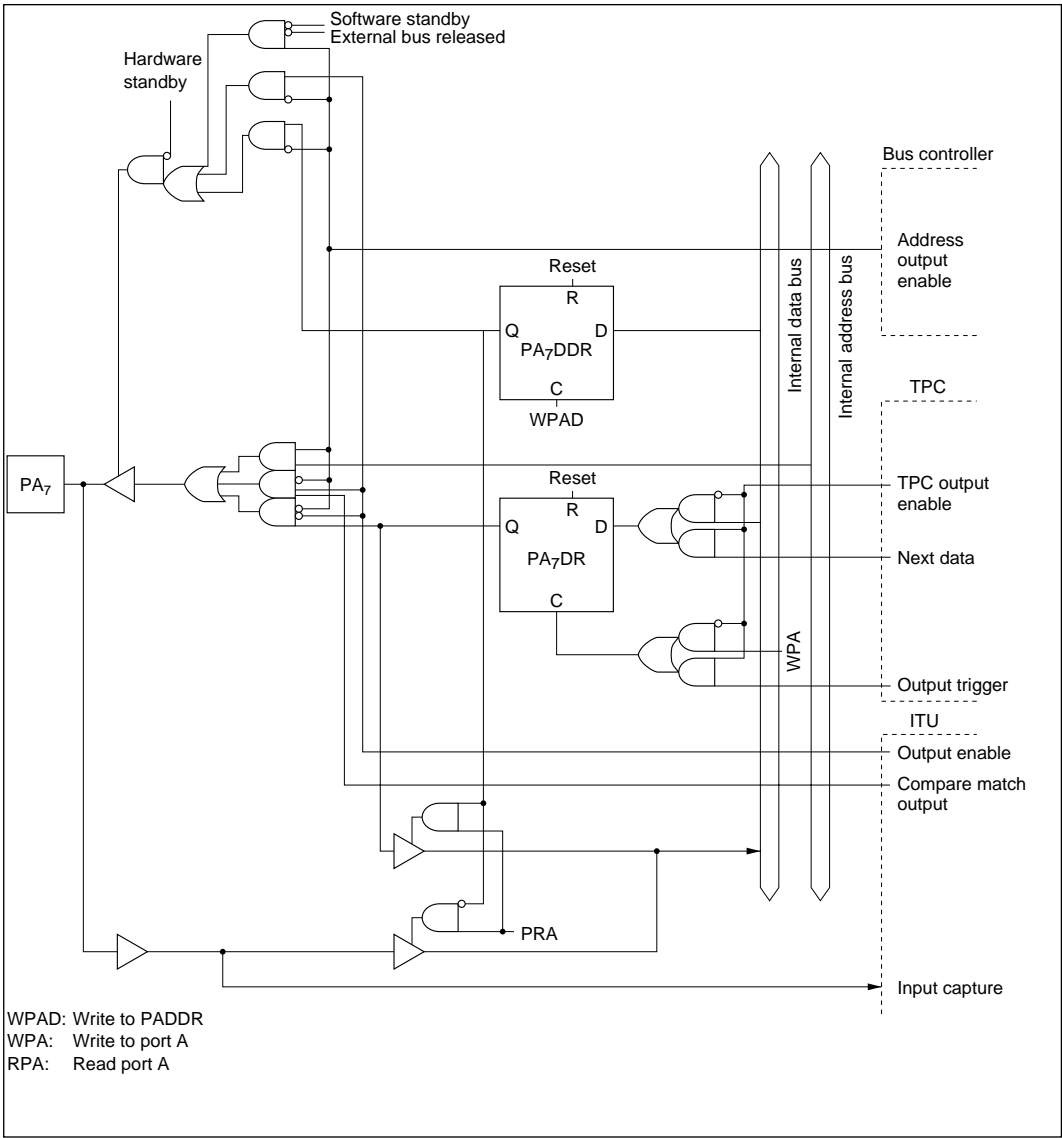 Software standby
External bus released
Hardware
standby
Bus controller
Address
output
enable
Internal data bus
Internal address bus
Reset
R
Q
D
PA7DDR
C
WPAD
TPC
PA7
Reset
R
Q
D
PA7DR
C
TPC output
enable
Next data
WPA
Output trigger
ITU
Output enable
Compare match
output
PRA
Input capture
WPAD: Write to PADDR
WPA: Write to port A
RPA: Read port A